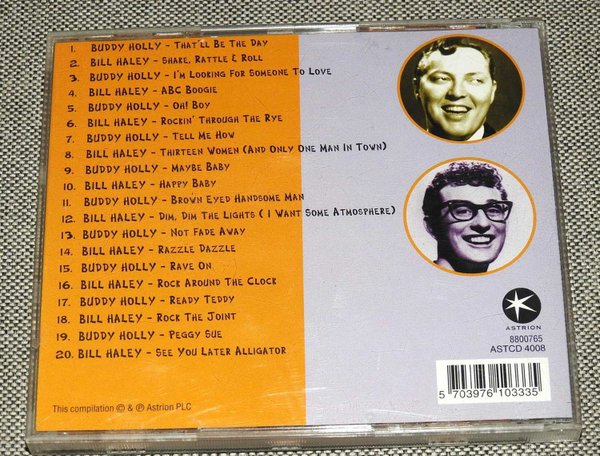 1. BUDDY HOLLY – THAT'LL BE THE DAY
2. BILL HALEY – SHAKE, RATTLE & ROLL
3. BUDDY HOLLY – I'M LOOKING FOR SOMEONE TO LOVE
4. BILL HALEY – ABC BOOGIE
5. BUDDY HOLLY – OH! BOY
6. BILL HALEY – ROCKIN' THROUGH THE RYE
7. BUDDY HOLLY – TELL ME HOW
8. BILL HALEY – THIRTEEN WOMEN (AND ONLY ONE MAN IN TOWN)
9. BUDDY HOLLY – MAYBE BABY
10. BILL HALEY – HAPPY BABY
11. BUDDY HOLLY – BROWN EYED HANDSOME MAN
12. BILL HALEY – DIM, DIM THE LIGHTS ( I WANT SOME ATMOSPHERE)
13. BUDDY HOLLY – NOT FADE AWAY
14. BILL HALEY – RAZZLE DAZZLE
15. BUDDY HOLLY – RAVE ON
16. BILL HALEY – ROCK AROUND THE CLOCK
17. BUDDY HOLLY – READY TEDDY
18. BILL HALEY – ROCK THE JOINT
19. BUDDY HOLLY – PEGGY SUE
20. BILL HALEY – SEE YOU LATER ALLIGATOR
ASTRION
8800765
ASTCD 4008
5 703976 103335
This compilation © & ℗ Astrion PLC